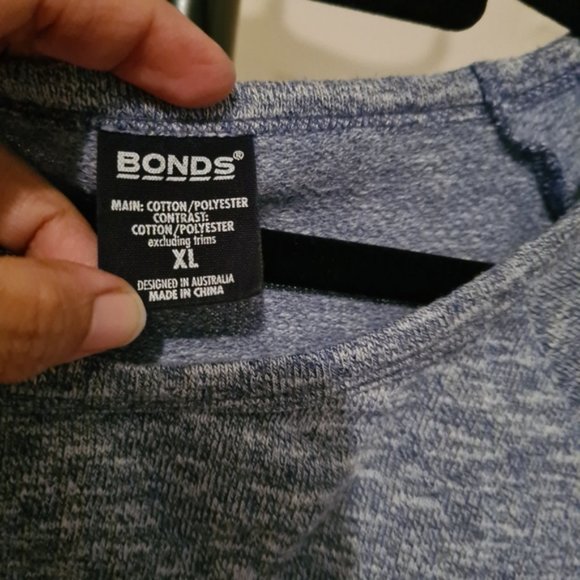 BONDS®
MAIN: COTTON/POLYESTER
CONTRAST:
COTTON/POLYESTER
excluding trims
XL
DESIGNED IN AUSTRALIA
MADE IN CHINA